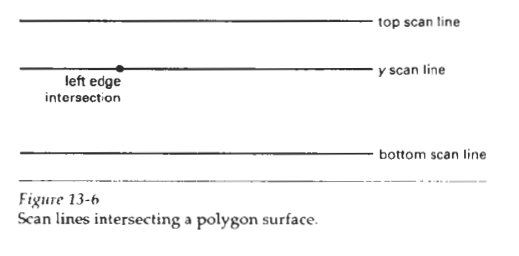 top scan line
y scan line
left edge
intersection
bottom scan line
Figure 13-6
Scan lines intersecting a polygon surface.